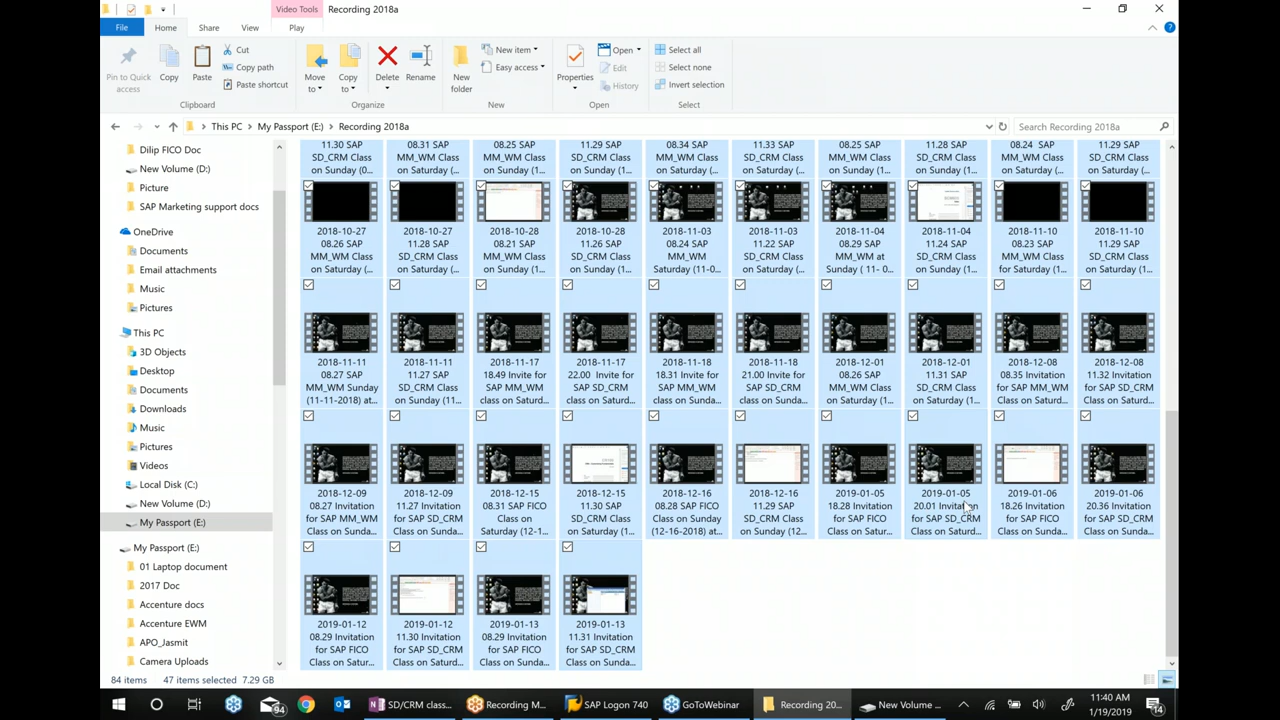 Video Tools
Recording 2018a
File
Home
Share
View
Play
Pin to Quick
access
Copy
Paste
Cut
Copy path
Paste shortcut
Clipboard
Move
to
Copy
to
Delete
Rename
Organize
New
folder
New item
Easy access
New
Properties
Open
Edit
History
Open
Select all
Select none
Invert selection
Select
This PC
My Passport (E:)
Recording 2018a
Search Recording 2018a
Dilip FICO Doc
New Volume (D:)
Picture
SAP Marketing support docs
OneDrive
Documents
Email attachments
Music
Pictures
This PC
3D Objects
Desktop
Documents
Downloads
Music
Pictures
Videos
Local Disk (C:)
New Volume (D:)
My Passport (E:)
My Passport (E:)
01 Laptop document
2017 Doc
Accenture docs
Accenture EWM
APO_Jasmit
Camera Uploads
11.30 SAP
SD_CRM Class
on Sunday (0...
08.31 SAP
MM_WM Class
on Sunday (1...
08.25 SAP
MM_WM Class
on Sunday (1...
11.29 SAP
SD_CRM Class
on Sunday (1...
08.34 SAP
MM_WM Class
on Sunday (1...
11.33 SAP
SD_CRM Class
on Sunday (1...
08.25 SAP
MM_WM Class
on Sunday (1...
11.28 SAP
SD_CRM Class
on Sunday (1...
08.24 SAP
MM_WM Class
on Sunday (1...
11.29 SAP
SD_CRM Class
on Sunday (1...
2018-10-27
08.26 SAP
MM_WM Class
on Saturday (...
2018-10-27
11.28 SAP
SD_CRM Class
on Saturday (...
2018-10-28
08.21 SAP
MM_WM Class
on Sunday (1...
2018-10-28
11.26 SAP
SD_CRM Class
on Sunday (1...
2018-11-03
08.24 SAP
MM_WM
Saturday (11-0...
2018-11-03
11.22 SAP
SD_CRM Class
on Saturday (1...
2018-11-04
08.29 SAP
MM_WM at
Sunday ( 11- 0...
2018-11-04
11.24 SAP
SD_CRM Class
on Sunday (1...
2018-11-10
08.23 SAP
MM_WM Class
for Saturday (...
2018-11-10
11.29 SAP
SD_CRM Class
on Saturday (1...
2018-11-11
08.27 SAP
MM_WM Sunday
(11-11-2018) at...
2018-11-11
11.27 SAP
SD_CRM Class
on Sunday (11...
2018-11-17
18.49 Invite for
SAP MM_WM
class on Saturd...
2018-11-17
22.00 Invite for
SAP SD_CRM
Class on Saturd...
2018-11-18
18.31 Invite for
SAP MM_WM
class on Sunda...
2018-11-18
21.00 Invite for
SAP SD_CRM
Class on Sunda...
2018-12-01
08.26 SAP
MM_WM Class
on Saturday (1...
2018-12-01
11.31 SAP
SD_CRM Class
on Saturday (1...
2018-12-08
08.35 Invitation
for SAP MM_WM
Class on Saturd...
2018-12-08
11.32 Invitation
for SAP SD_CRM
Class on Saturd...
2018-12-09
08.27 Invitation
for SAP MM_WM
Class on Sunda...
2018-12-09
11.27 Invitation
for SAP SD_CRM
Class on Sunda...
2018-12-15
08.31 SAP FICO
Class on
Saturday (12-1...
2018-12-15
11.30 SAP
SD_CRM Class
on Saturday (1...
2018-12-16
08.28 SAP FICO
Class on Sunday
(12-16-2018) at...
2018-12-16
11.29 SAP
SD_CRM Class
on Sunday (12...
2019-01-05
18.28 Invitation
for SAP FICO
Class on Satur...
2019-01-05
20.01 Invitation
for SAP SD_CRM
Class on Saturd...
2019-01-06
18.26 Invitation
for SAP FICO
Class on Sunda...
2019-01-06
20.36 Invitation
for SAP SD_CRM
Class on Sunda...
2019-01-12
08.29 Invitation
for SAP FICO
Class on Satur...
2019-01-12
11.30 Invitation
for SAP SD_CRM
Class on Saturd...
2019-01-13
08.29 Invitation
for SAP FICO
Class on Sunda...
2019-01-13
11.31 Invitation
for SAP SD_CRM
Class on Sunda...
84 items
47 items selected 7.29 GB
94
SD/CRM class...
Recording M...
SAP Logon 740
GoToWebinar
Recording 20...
New Volume ...
11:40 AM
1/19/2019
14